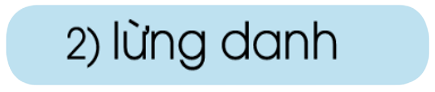 2) lừng danh